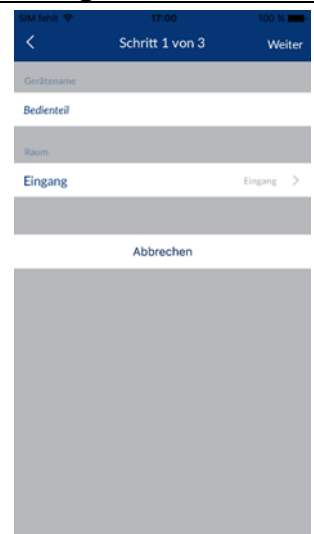 SIM fehlt 17:00 100 %
Schritt 1 von 3 Weiter
Gerätename
Bedienteil
Raum
Eingang Eingang
Abbrechen